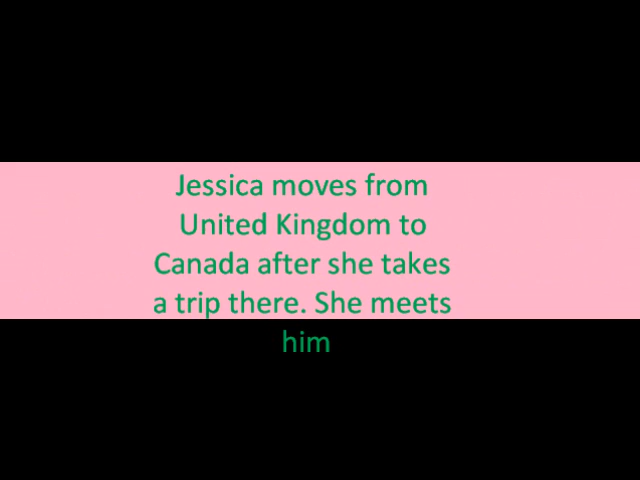 Jessica moves from
United Kingdom to
Canada after she takes
a trip there. She meets
him